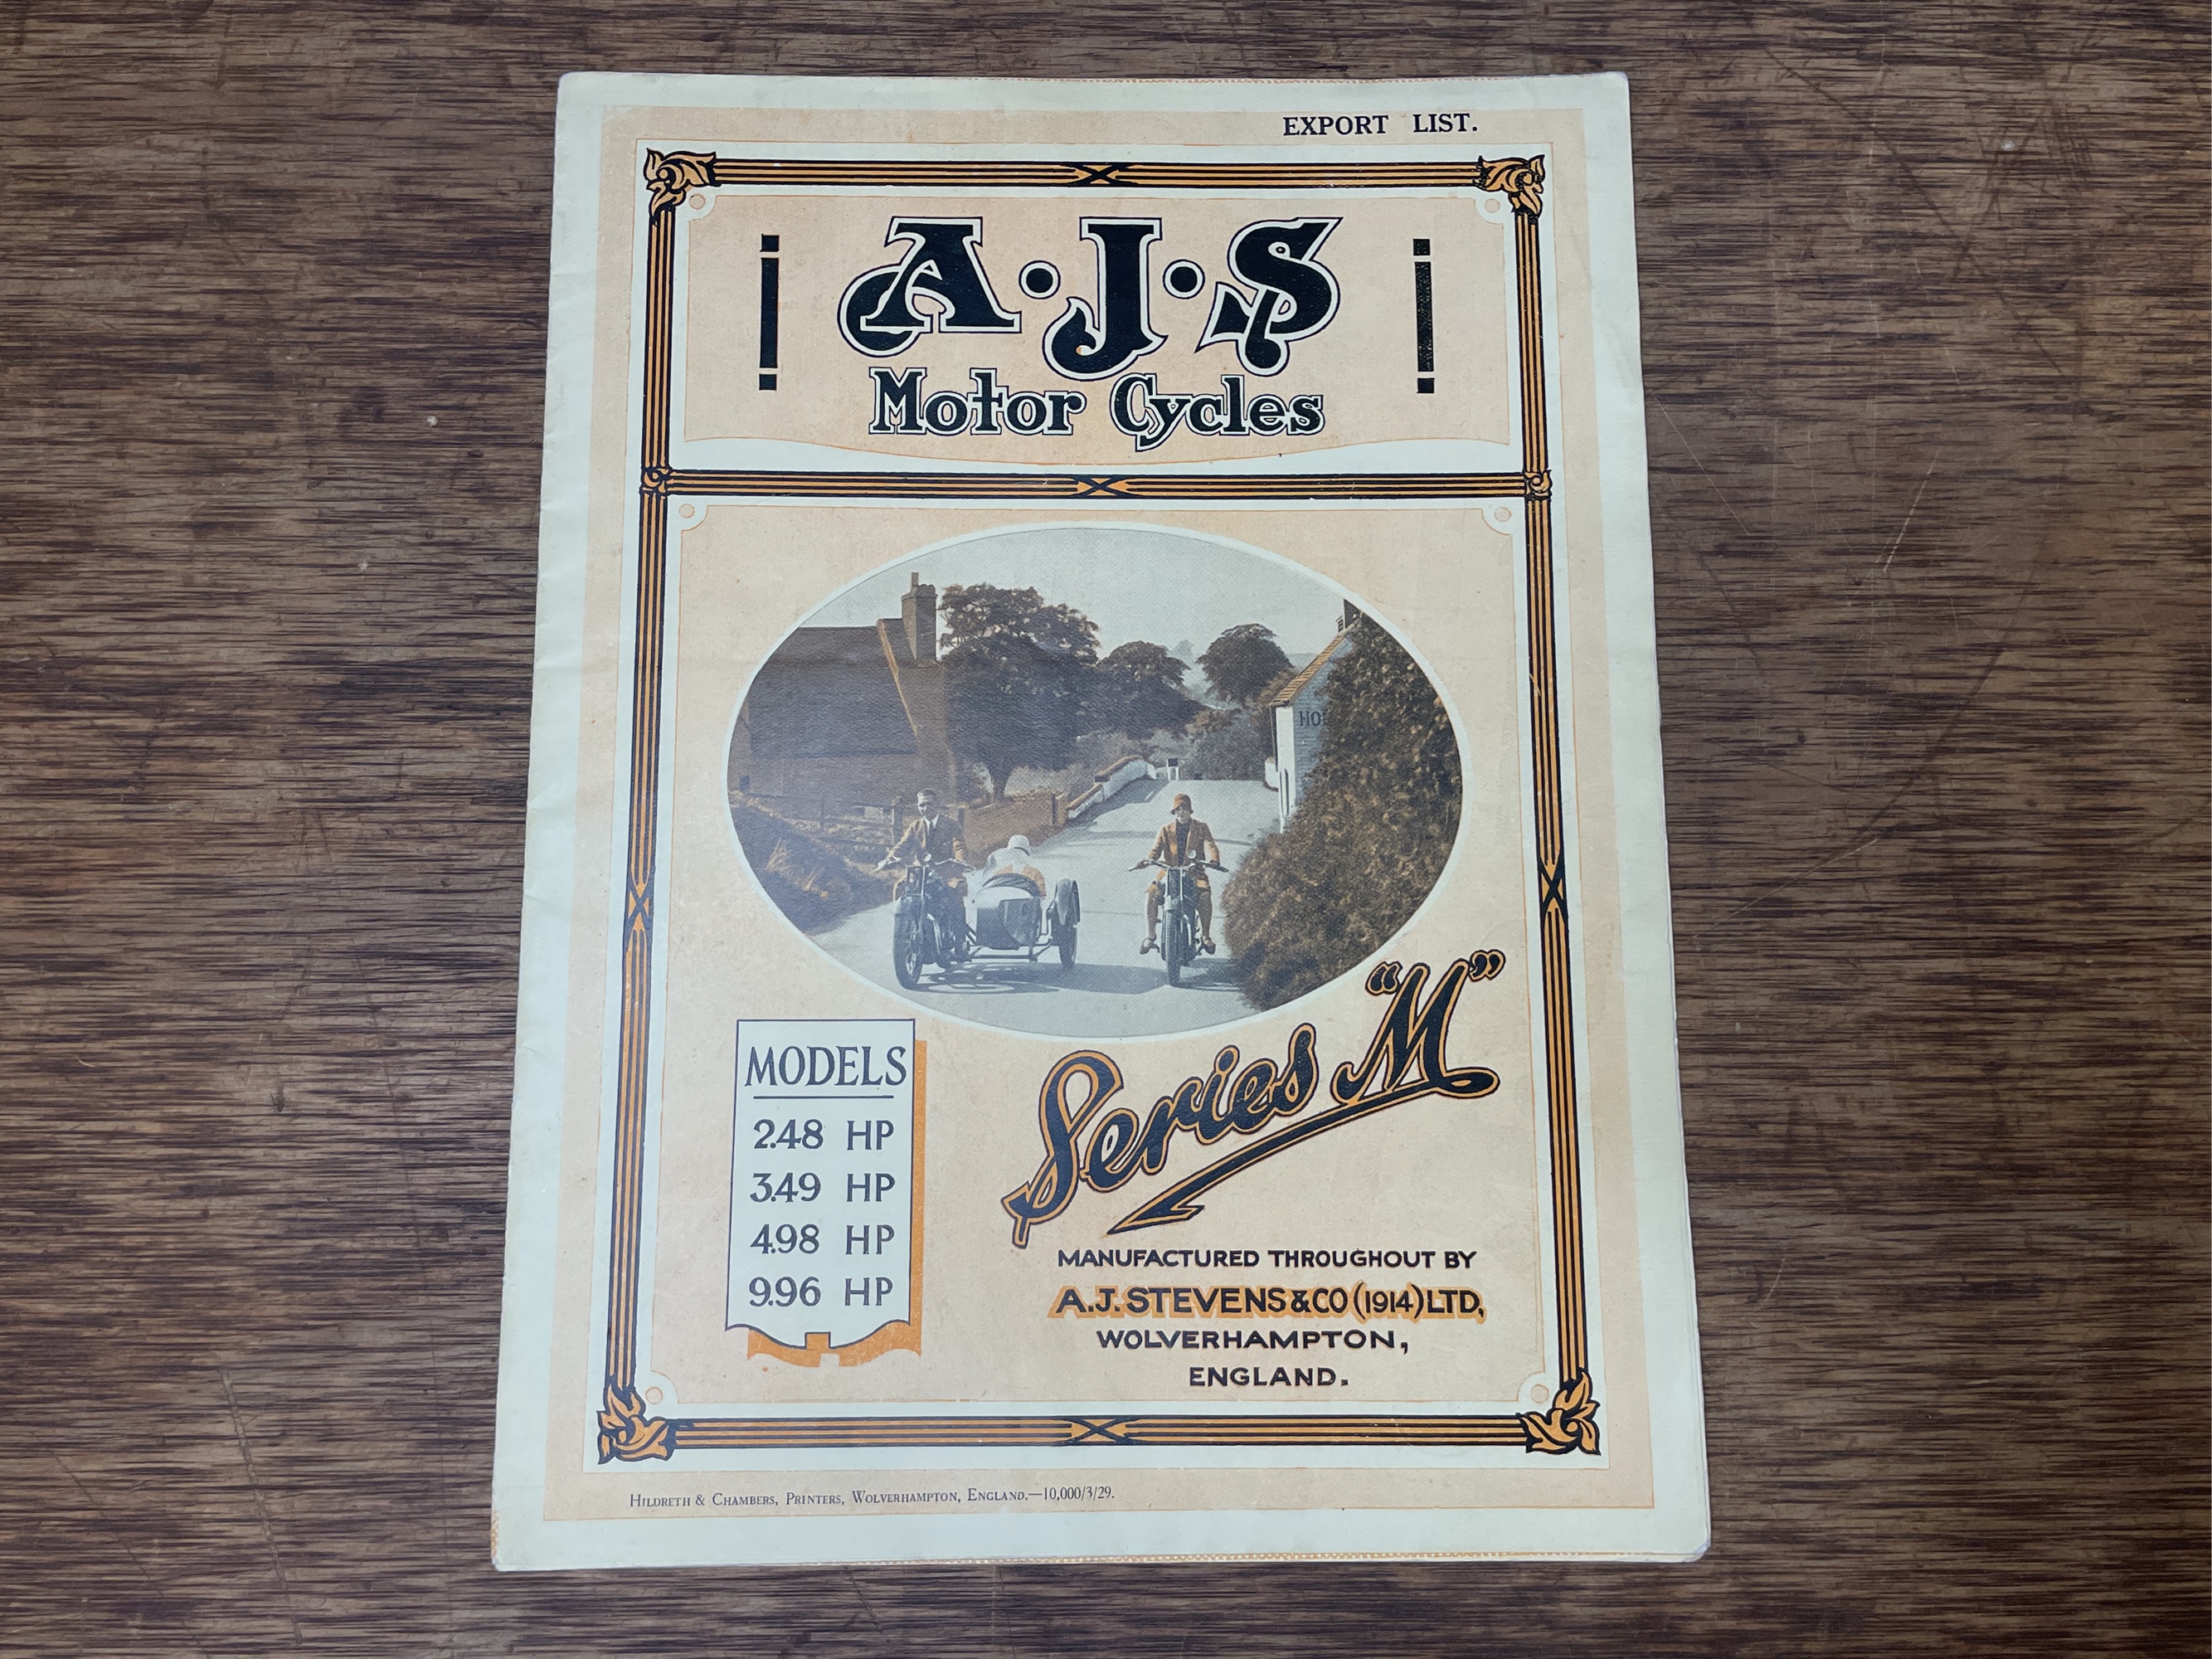 EXPORT LIST.
A·J·S
Motor Cycles
HO
MODELS
2.48 HP
3.49 HP
4.98 HP
9.96 HP
Series "M"
MANUFACTURED THROUGHOUT BY
A.J. STEVENS & CO (1914) LTD,
WOLVERHAMPTON,
ENGLAND.
HILDRETH & CHAMBERS, PRINTERS, WOLVERHAMPTON, ENGLAND.—10,000/3/29.